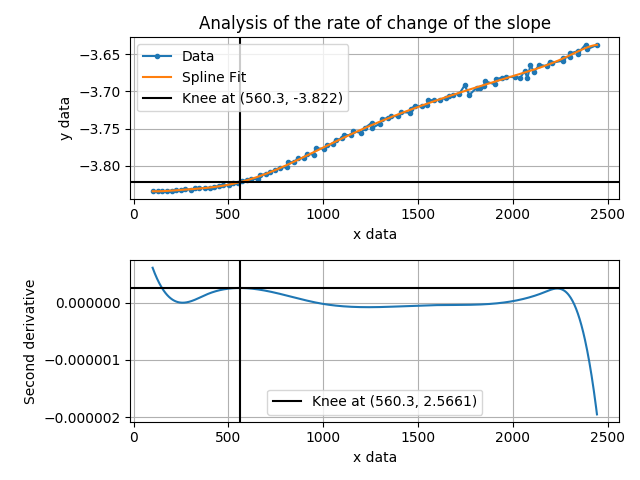 Analysis of the rate of change of the slope
Data
Spline Fit
Knee at (560.3, -3.822)
y data
−3.65
−3.70
−3.75
−3.80
0 500 1000 1500 2000 2500
x data
Second derivative
0.000000
−0.000001
−0.000002
Knee at (560.3, 2.5661)
0 500 1000 1500 2000 2500
x data